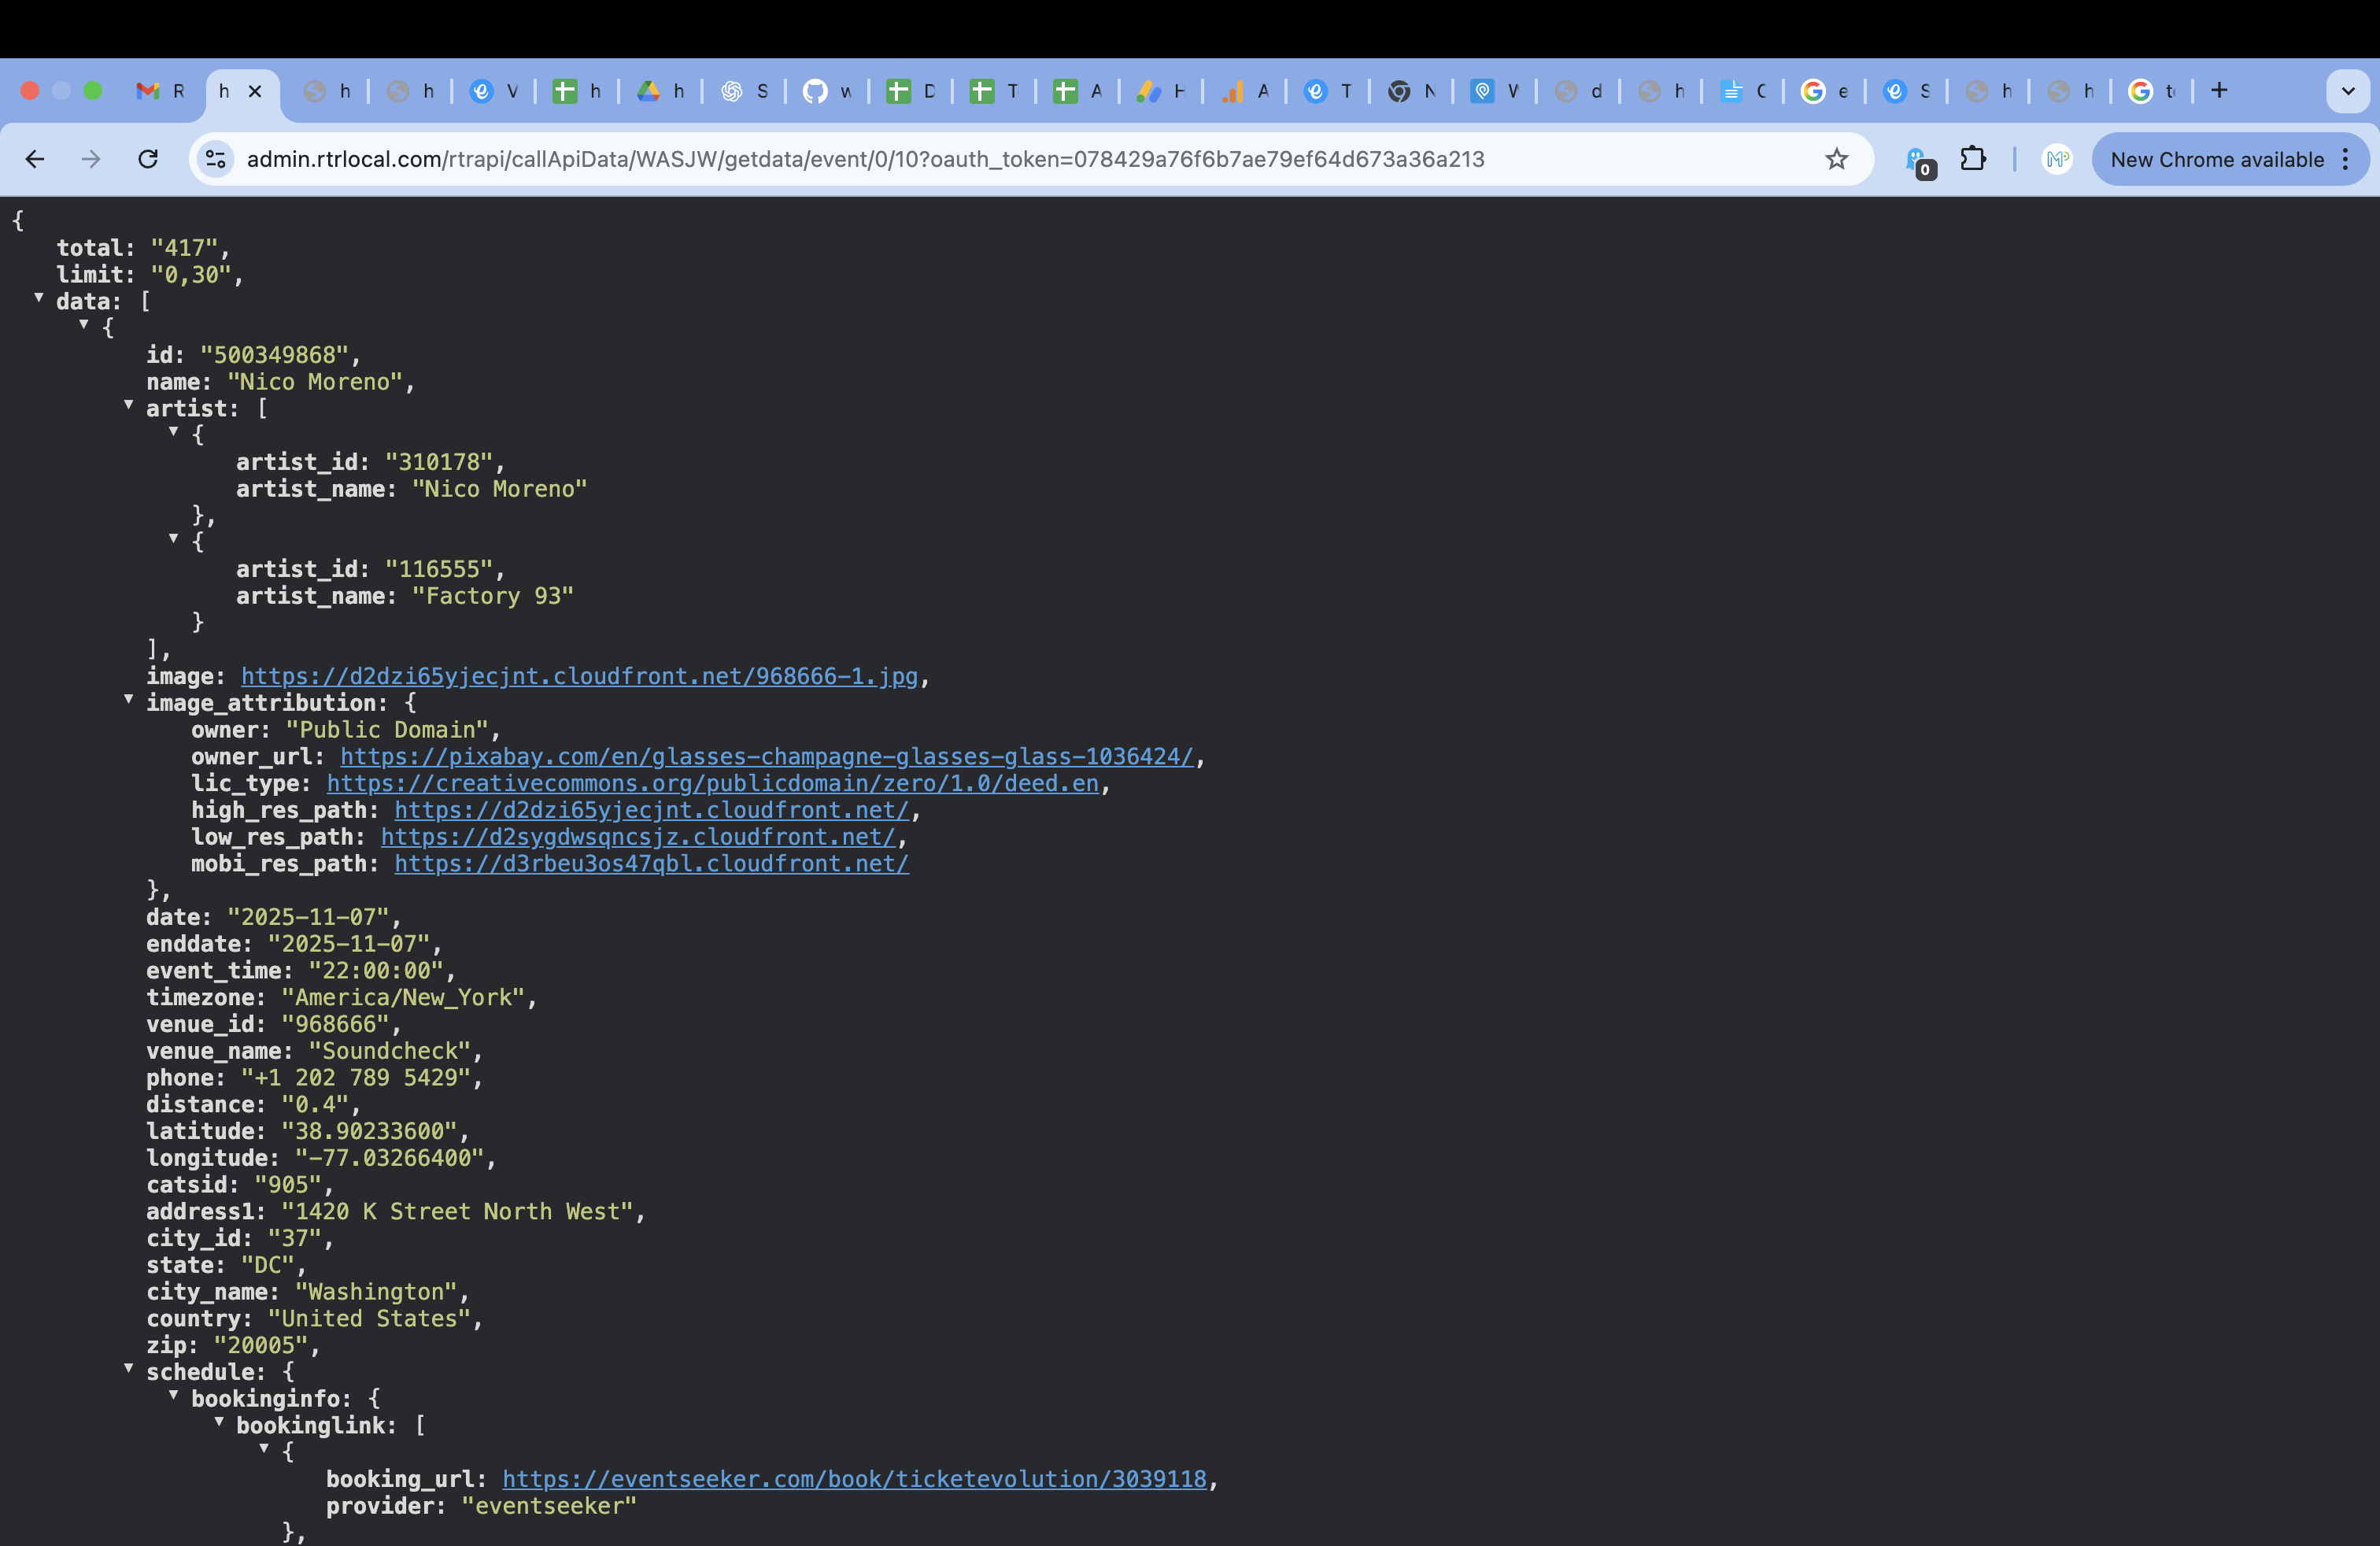 R
h
h
h
V
h
h
S
w
D
T
A
H
A
T
N
V
d
h
C
e
S
h
h
t
admin.rtrlocal.com/rtrapi/callApiData/WASJW/getdata/event/0/10?oauth_token=078429a76f6b7ae79ef64d673a36a213
0
New Chrome available
{
total: "417",
limit: "0,30",
data: [
{
id: "500349868",
name: "Nico Moreno",
artist: [
{
artist_id: "310178",
artist_name: "Nico Moreno"
},
{
artist_id: "116555",
artist_name: "Factory 93"
}
],
image: https://d2dzi65yjecjnt.cloudfront.net/968666-1.jpg,
image_attribution: {
owner: "Public Domain",
owner_url: https://pixabay.com/en/glasses-champagne-glasses-glass-1036424/,
lic_type: https://creativecommons.org/publicdomain/zero/1.0/deed.en,
high_res_path: https://d2dzi65yjecjnt.cloudfront.net/,
low_res_path: https://d2sygdwsqncsjz.cloudfront.net/,
mobi_res_path: https://d3rbeu3os47qbl.cloudfront.net/
},
date: "2025-11-07",
enddate: "2025-11-07",
event_time: "22:00:00",
timezone: "America/New_York",
venue_id: "968666",
venue_name: "Soundcheck",
phone: "+1 202 789 5429",
distance: "0.4",
latitude: "38.90233600",
longitude: "-77.03266400",
catsid: "905",
address1: "1420 K Street North West",
city_id: "37",
state: "DC",
city_name: "Washington",
country: "United States",
zip: "20005",
schedule: {
bookinginfo: {
bookinglink: [
{
booking_url: https://eventseeker.com/book/ticketevolution/3039118,
provider: "eventseeker"
},